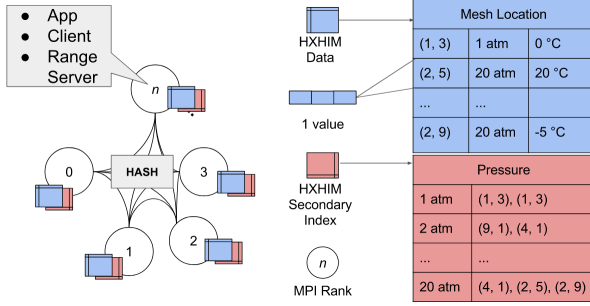 ● App
● Client
● Range
Server
n
0
HASH
3
1
2
HXHIM
Data
1 value
HXHIM
Secondary
Index
n
MPI Rank
Mesh Location
(1, 3) 1 atm 0 °C
(2, 5) 20 atm 20 °C
... ...
(2, 9) 20 atm -5 °C
Pressure
1 atm (1, 3), (1, 3)
2 atm (9, 1), (4, 1)
... ...
20 atm (4, 1), (2, 5), (2, 9)